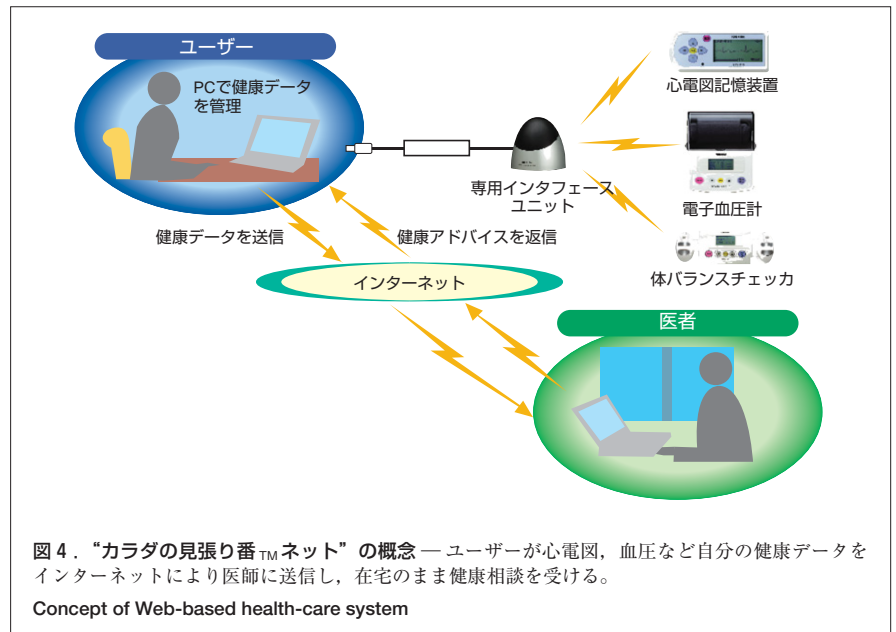 ユーザー
PCで健康データ
を管理
心電図記憶装置
専用インタフェース
ユニット
電子血圧計
健康データを送信
健康アドバイスを返信
体バランスチェッカ
インターネット
医者
図4．“カラダの見張り番TMネット”の概念 — ユーザーが心電図，血圧など自分の健康データを
インターネットにより医師に送信し，在宅のまま健康相談を受ける。
Concept of Web-based health-care system